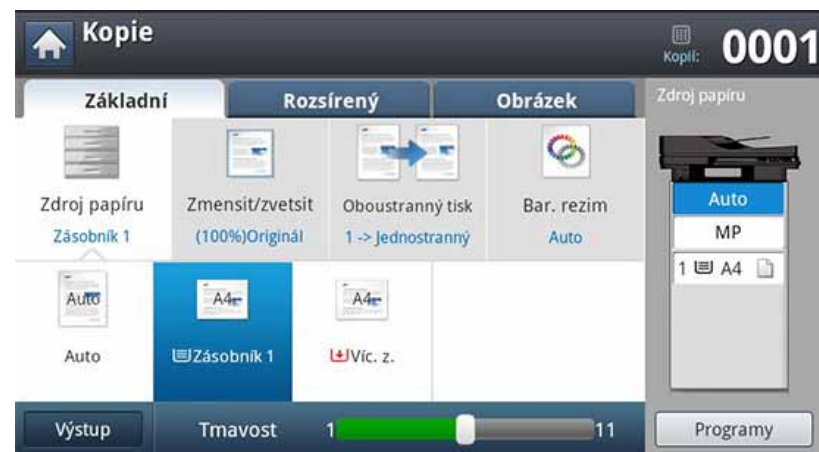 Kopie
Kopií:
0001
Základní
Rozsírený
Obrázek
Zdroj papíru
Zdroj papíru
Zásobník 1
Zmensit/zvetsit
(100%)Originál
Oboustranný tisk
1 -> Jednostranný
Bar. rezim
Auto
Auto
MP
1 A4
Auto
Auto
A4
Zásobník 1
A4
Víc. z.
Výstup
Tmavost
1
11
Programy